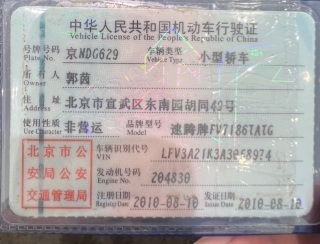 中华人民共和国机动车行驶证
Vehicle License of the People's Republic of China
号牌号码 京NDG629 车辆类型 小型轿车
Plate No. Vehicle Type
所有人 郭茵
Owner
住址 北京市宣武区东南园胡同49号
Address
使用性质 非营运 品牌型号 速腾牌FV7186TATG
Use Character Model
北京市公安局公安交通管理局
车辆识别代号 LFV3A21K3A3058974
VIN
发动机号码 204830
Engine No.
注册日期 2010-08-10 发证日期 2010-08-10
Register Date Issue Date